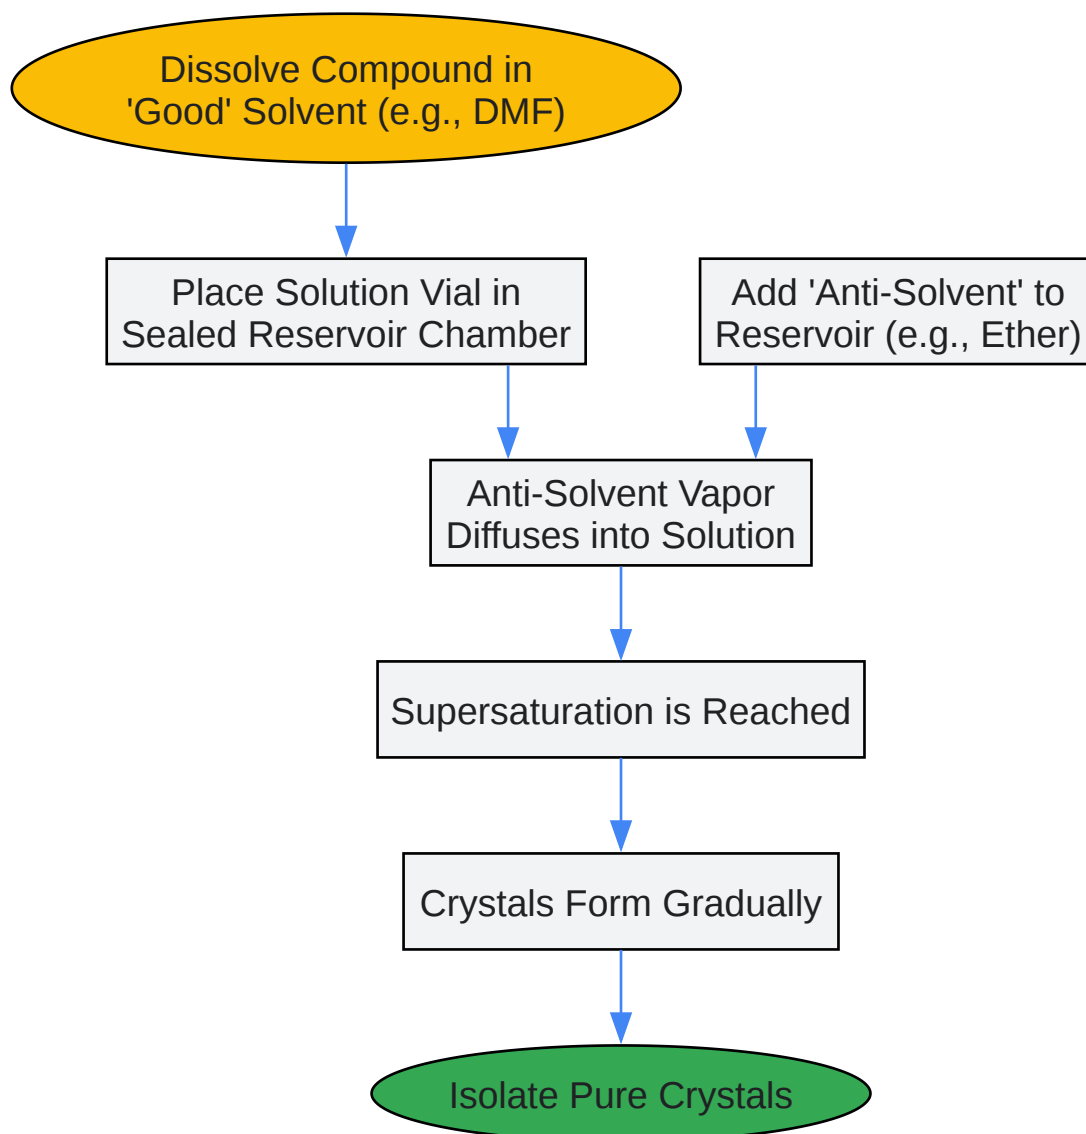 Dissolve Compound in
'Good' Solvent (e.g., DMF)
Place Solution Vial in
Sealed Reservoir Chamber
Add 'Anti-Solvent' to
Reservoir (e.g., Ether)
Anti-Solvent Vapor
Diffuses into Solution
Supersaturation is Reached
Crystals Form Gradually
Isolate Pure Crystals